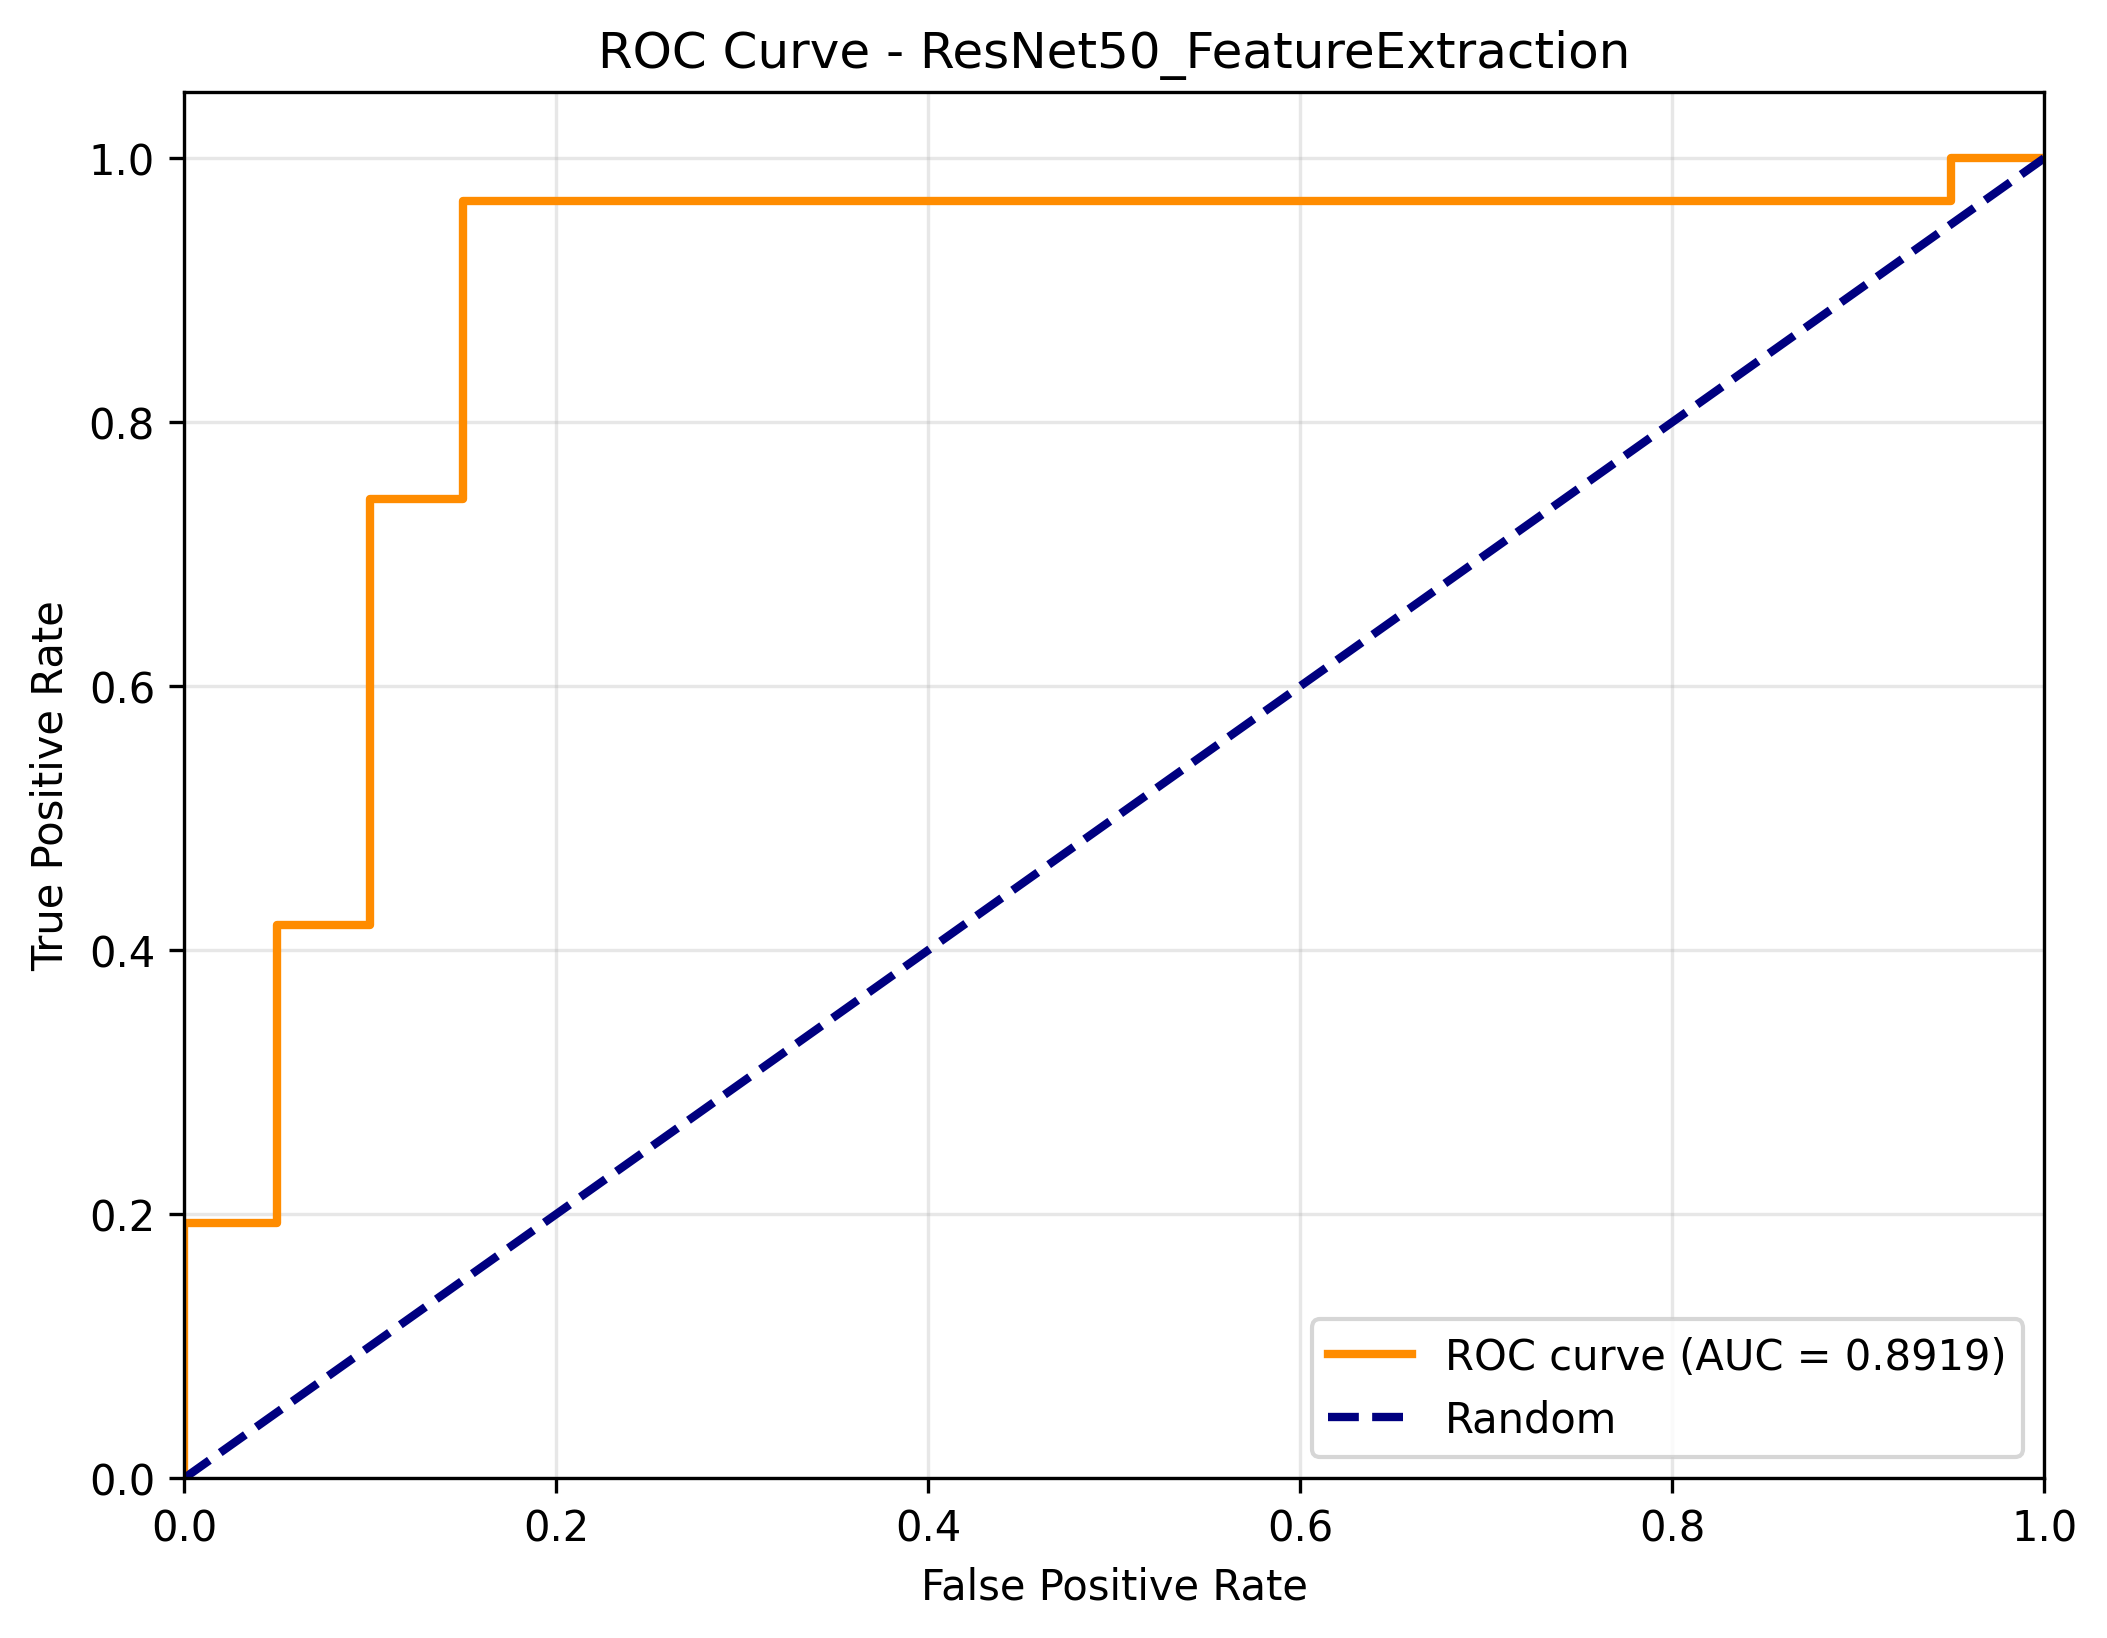 ROC Curve - ResNet50_FeatureExtraction
1.0
0.8
0.6
0.4
0.2
0.0
True Positive Rate
0.0 0.2 0.4 0.6 0.8 1.0
False Positive Rate
ROC curve (AUC = 0.8919)
Random